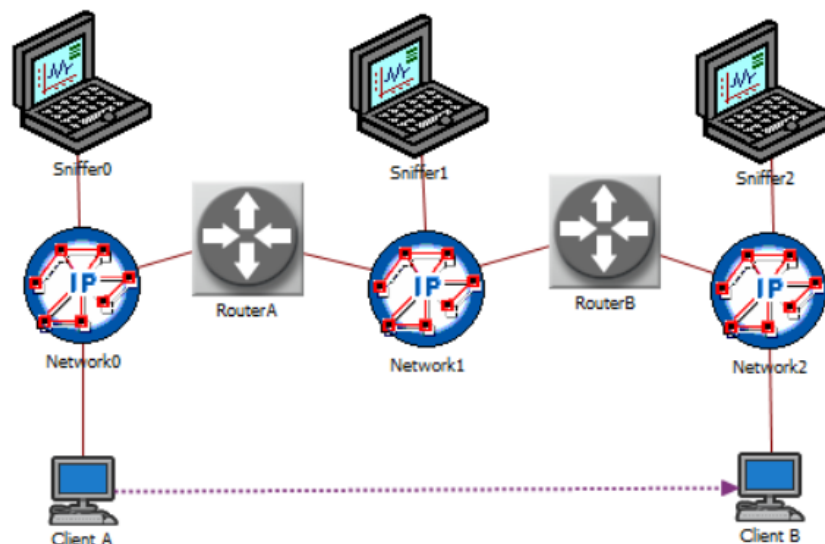 Sniffer0
Sniffer1
Sniffer2
IP
IP
IP
RouterA
RouterB
Network0
Network1
Network2
Client A
Client B